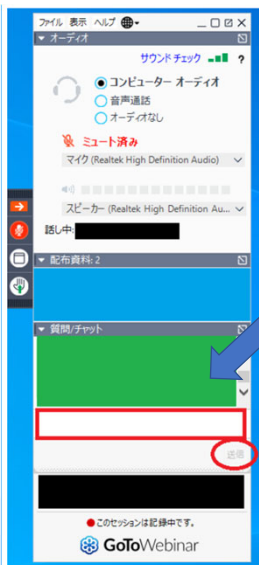 ファイル 表示 ヘルプ
オーディオ
サウンド チェック ?
コンピューター オーディオ
音声通話
オーディオなし
ミュート済み
マイク (Realtek High Definition Audio)
スピーカー (Realtek High Definition Au...
話し中:
配布資料: 2
質問/チャット
送信
このセッションは記録中です。
GoToWebinar